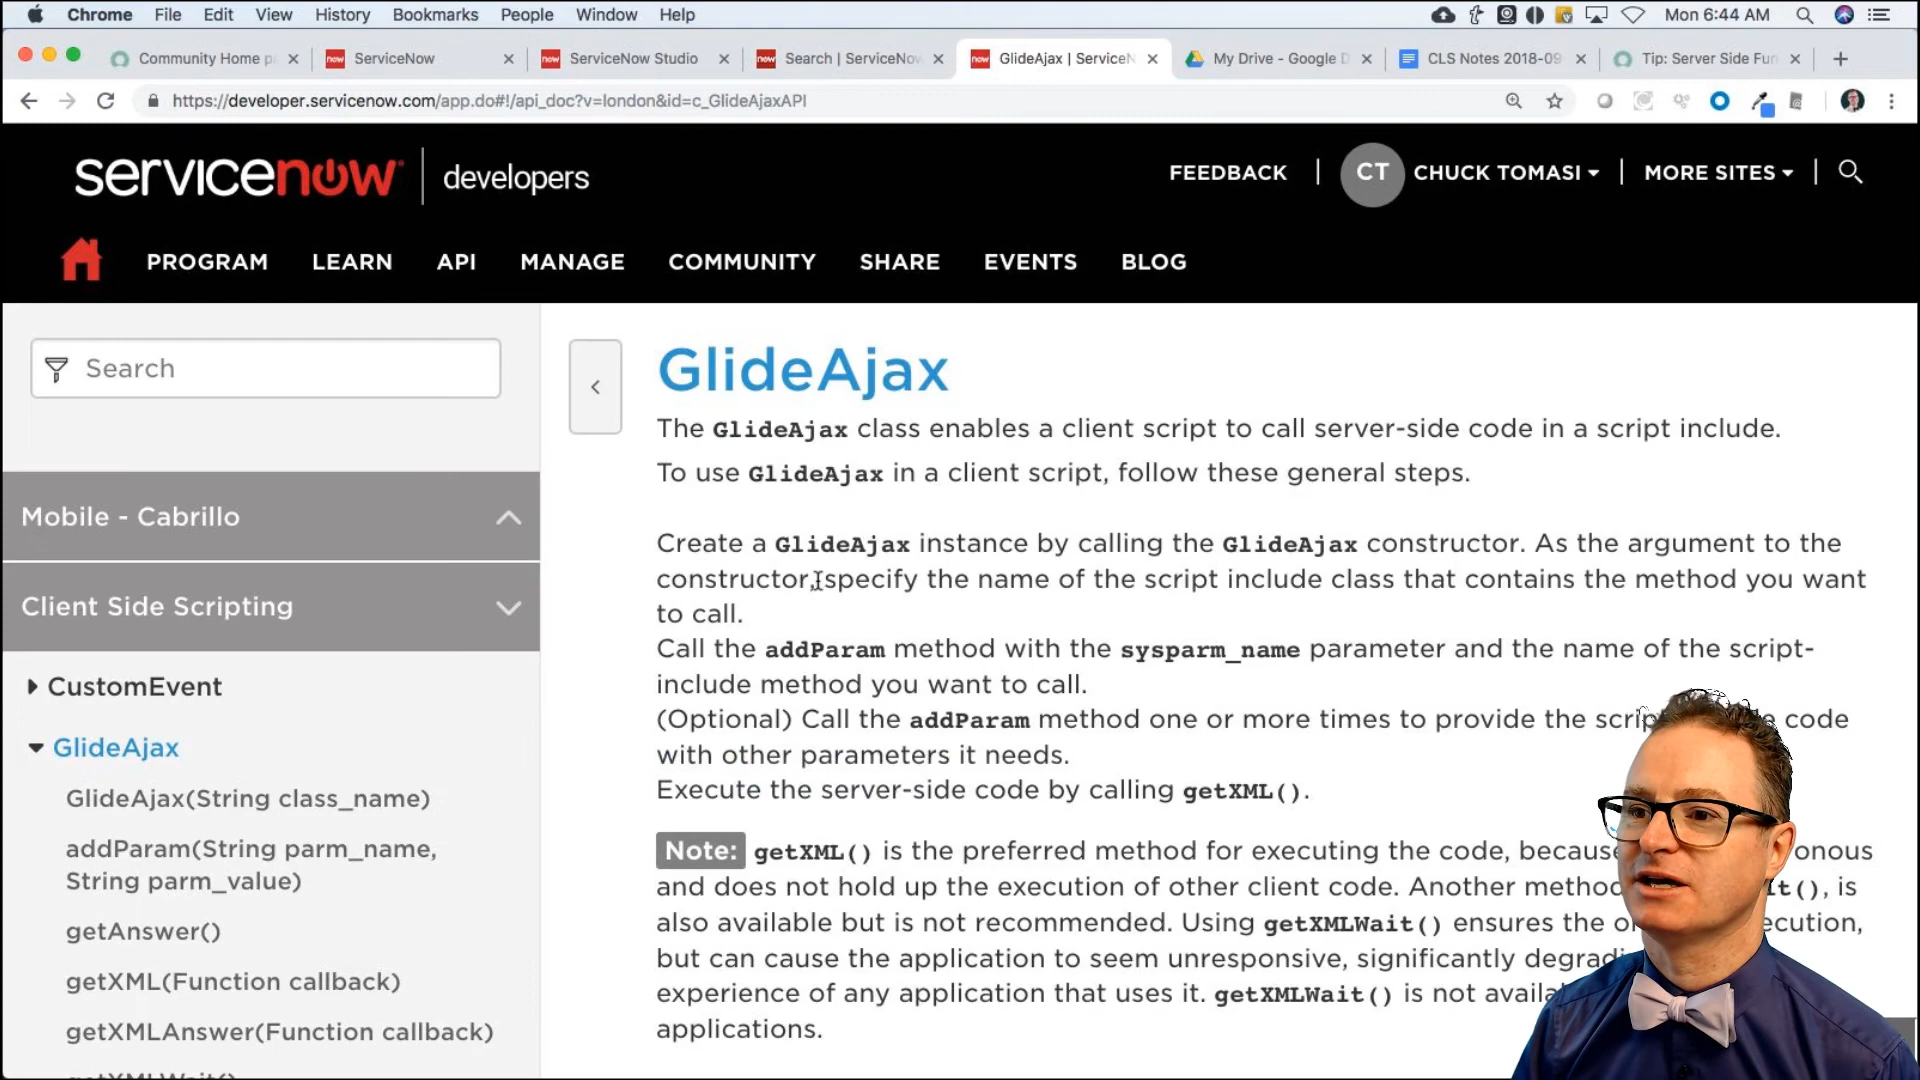 Chrome File Edit View History Bookmarks People Window Help Mon 6:44 AM
Community Home p ServiceNow ServiceNow Studio Search | ServiceNow GlideAjax | ServiceN My Drive - Google D CLS Notes 2018-09 Tip: Server Side Fun
https://developer.servicenow.com/app.do#!/api_doc?v=london&id=c_GlideAjaxAPI
servicenow developers FEEDBACK | CT CHUCK TOMASI | MORE SITES |
PROGRAM LEARN API MANAGE COMMUNITY SHARE EVENTS BLOG
Search
Mobile - Cabrillo
Client Side Scripting
CustomEvent
GlideAjax
GlideAjax(String class_name)
addParam(String parm_name,
String parm_value)
getAnswer()
getXML(Function callback)
getXMLAnswer(Function callback)
GlideAjax
The GlideAjax class enables a client script to call server-side code in a script include.
To use GlideAjax in a client script, follow these general steps.
Create a GlideAjax instance by calling the GlideAjax constructor. As the argument to the
constructor, specify the name of the script include class that contains the method you want
to call.
Call the addParam method with the sysparm_name parameter and the name of the script-
include method you want to call.
(Optional) Call the addParam method one or more times to provide the scrip code
with other parameters it needs.
Execute the server-side code by calling getXML().
Note: getXML() is the preferred method for executing the code, becaus onous
and does not hold up the execution of other client code. Another metho t(), is
also available but is not recommended. Using getXMLWait() ensures the o ecution,
but can cause the application to seem unresponsive, significantly degradi
experience of any application that uses it. getXMLWait() is not availa
applications.